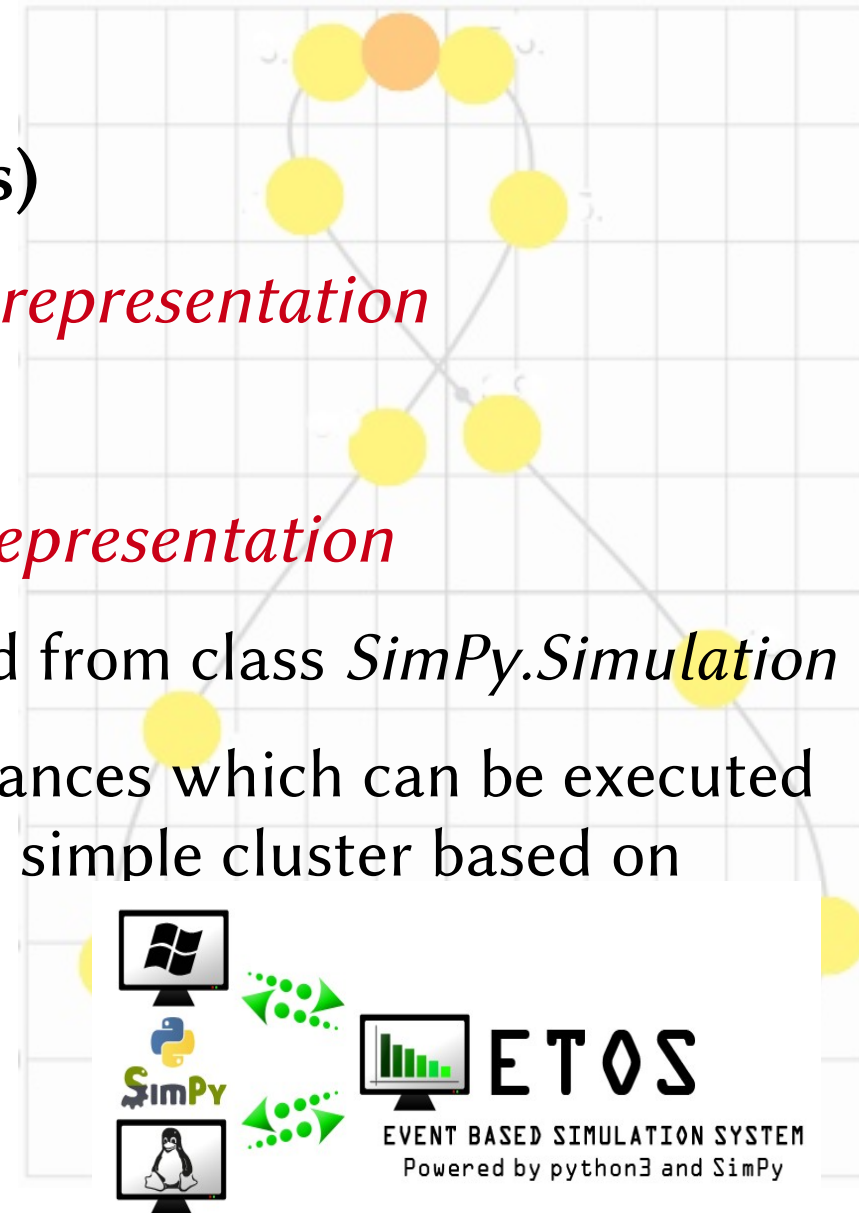 s)
representation
epresentation
d from class SimPy.Simulation
ances which can be executed
simple cluster based on
SimPy
ETOS
EVENT BASED SIMULATION SYSTEM
Powered by python3 and SimPy